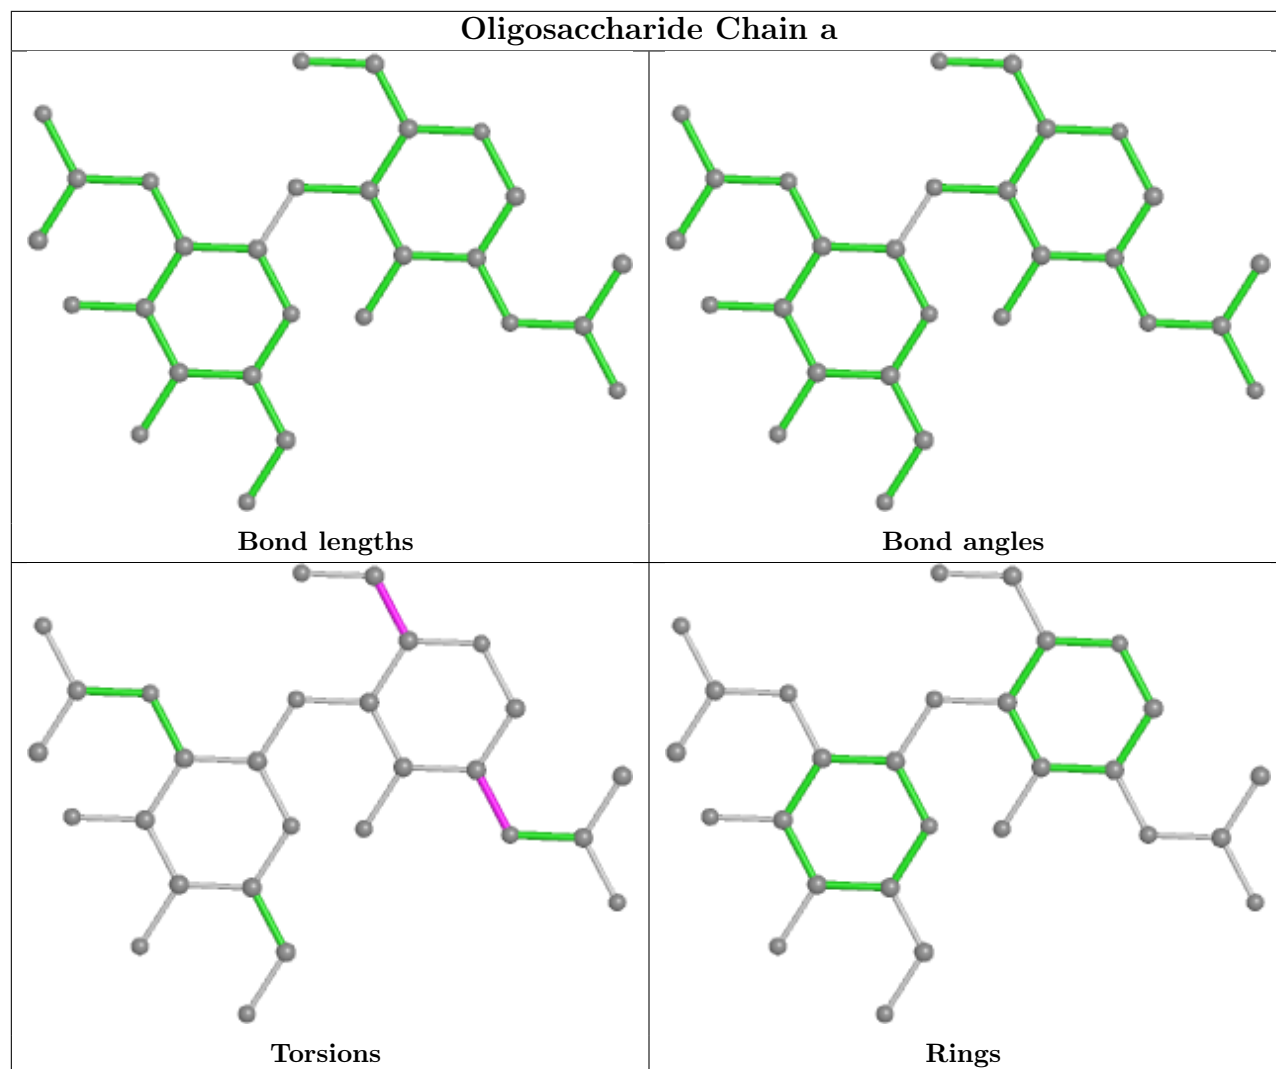 Oligosaccharide Chain a
Bond lengths
Bond angles
Torsions
Rings